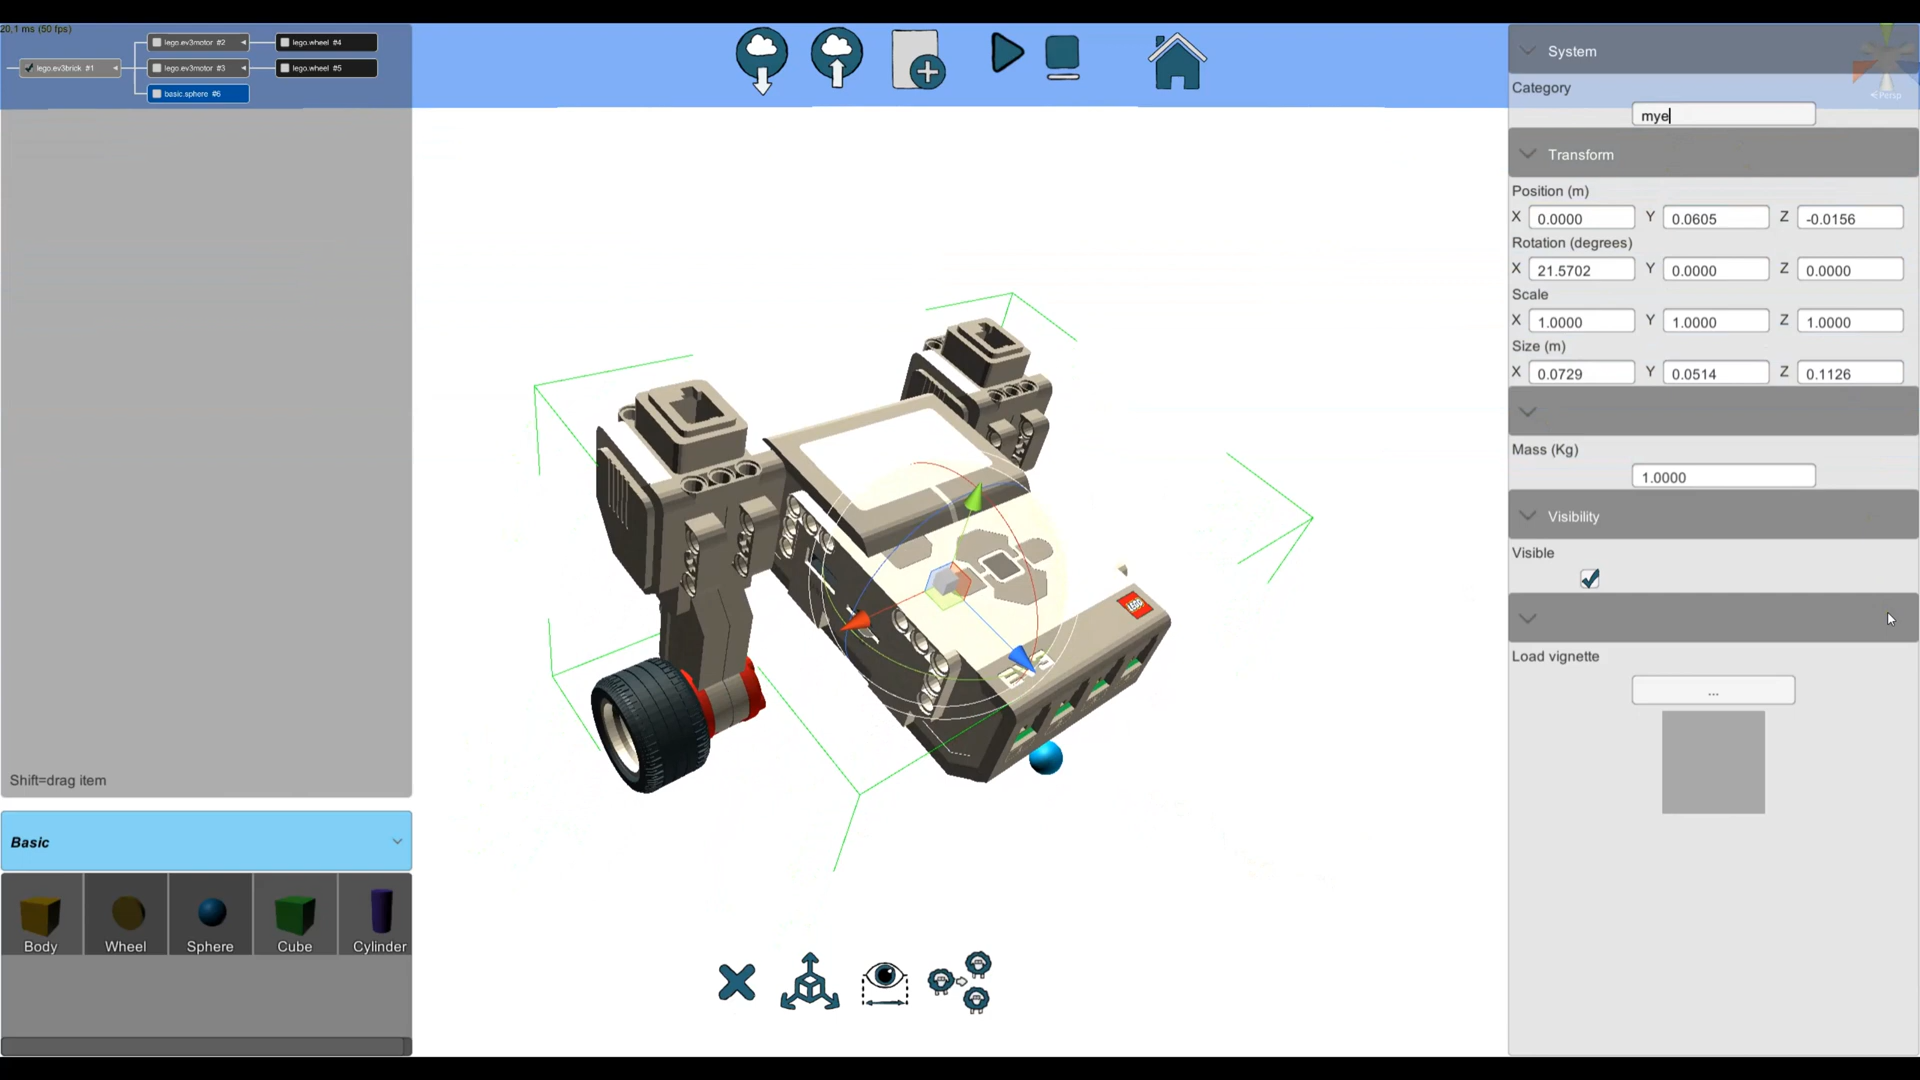 20,1 ms (50 fps)
lego.ev3brick #1
lego.ev3motor #2
lego.wheel #4
lego.ev3motor #3
lego.wheel #5
basic.sphere #6
Shift=drag item
Basic
Body
Wheel
Sphere
Cube
Cylinder
LEGO
System
Persp
Category
mye
Transform
Position (m)
X 0.0000 Y 0.0605 Z -0.0156
Rotation (degrees)
X 21.5702 Y 0.0000 Z 0.0000
Scale
X 1.0000 Y 1.0000 Z 1.0000
Size (m)
X 0.0729 Y 0.0514 Z 0.1126
Mass (Kg)
1.0000
Visibility
Visible
Load vignette
...